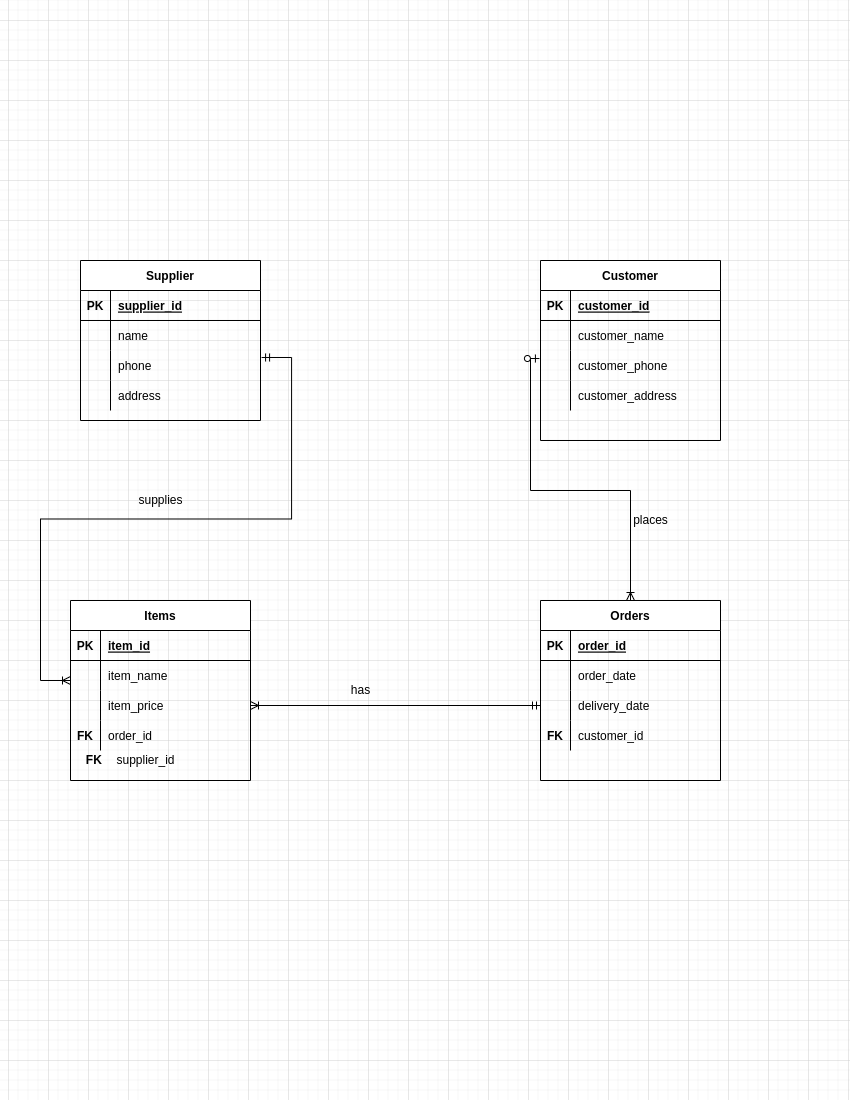 Supplier
PK supplier_id
name
phone
address
Customer
PK customer_id
customer_name
customer_phone
customer_address
supplies
places
Items
PK item_id
item_name
item_price
FK order_id
FK supplier_id
has
Orders
PK order_id
order_date
delivery_date
FK customer_id